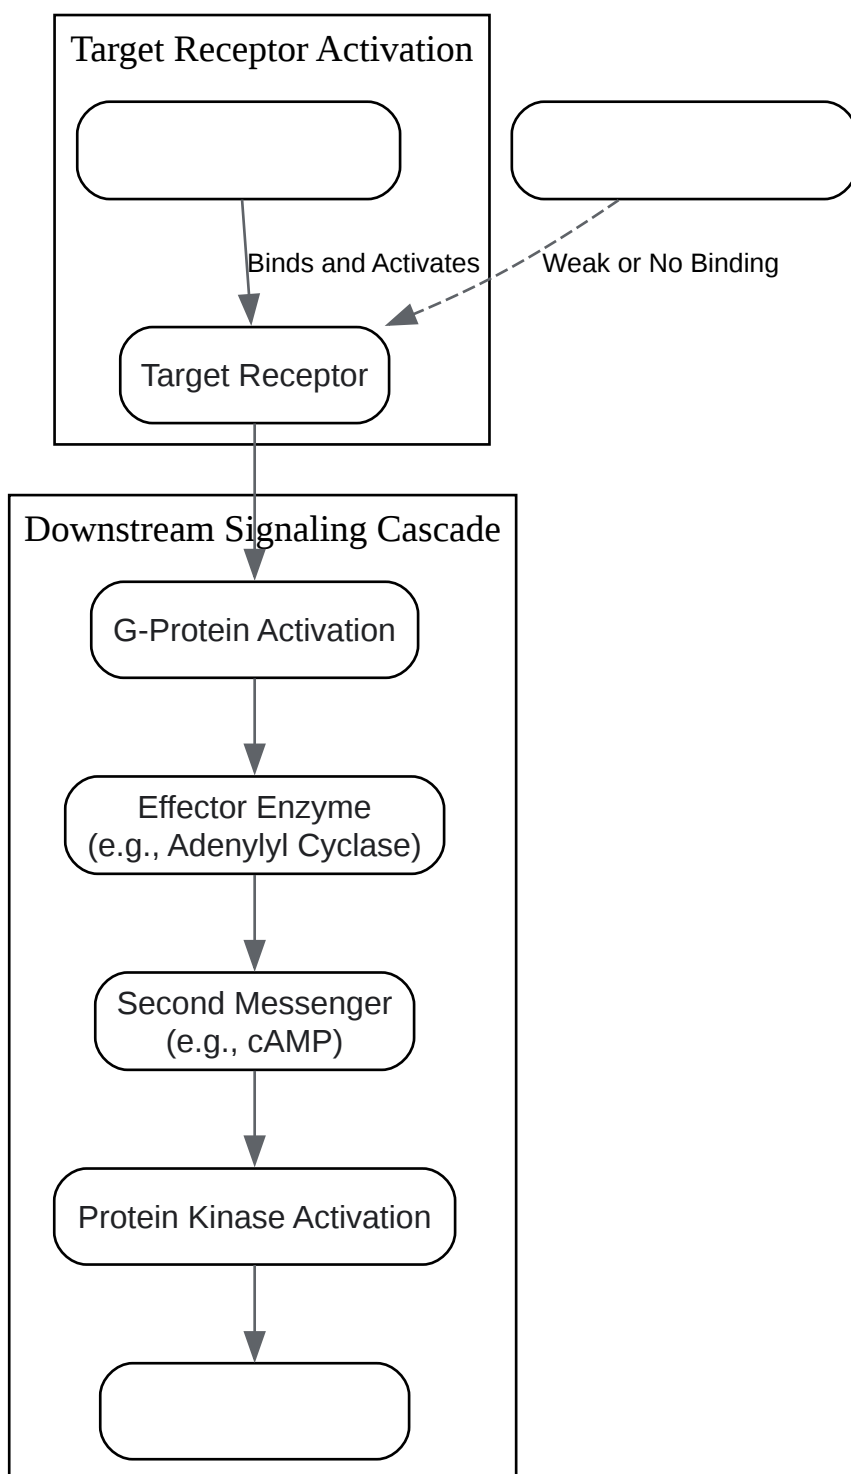 Target Receptor Activation
Binds and Activates
Weak or No Binding
Target Receptor
Downstream Signaling Cascade
G-Protein Activation
Effector Enzyme
(e.g., Adenylyl Cyclase)
Second Messenger
(e.g., cAMP)
Protein Kinase Activation